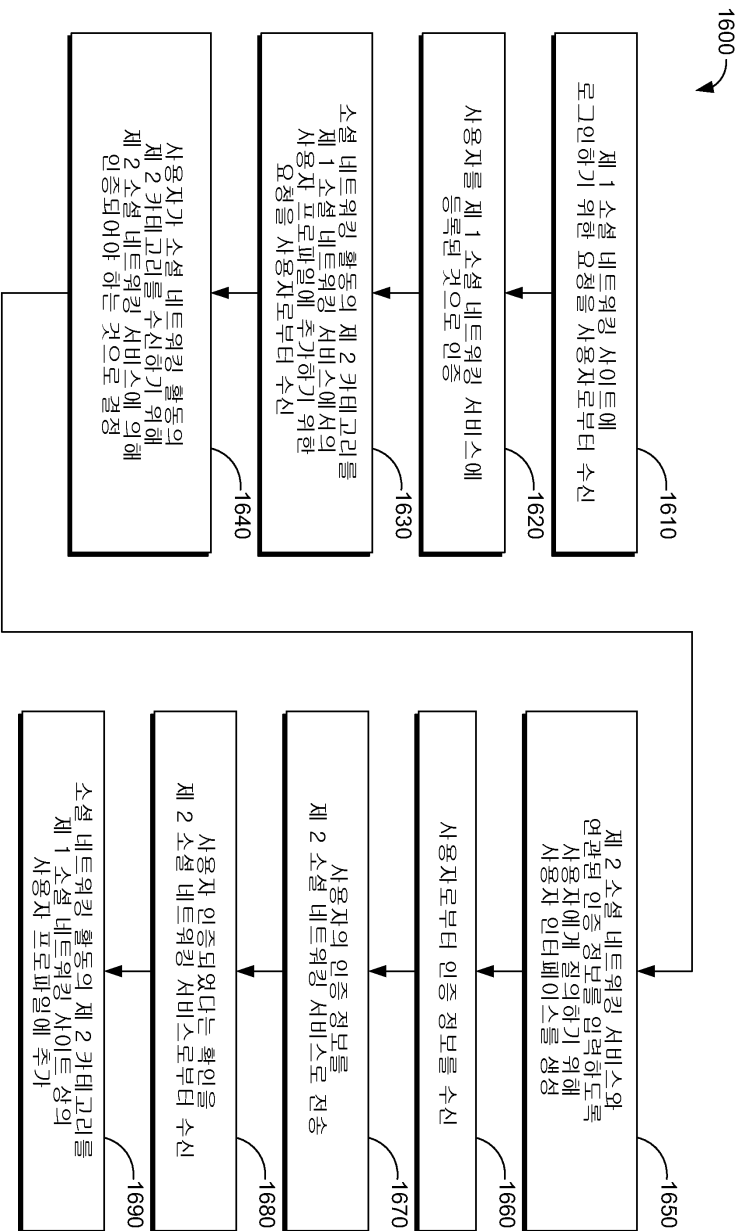 1600
제 1 소셜 네트워킹 사이트에
로그인하기 위한 요청을 사용자로부터 수신
1610
사용자를 제 1 소셜 네트워킹 서비스에
등록된 것으로 인증
1620
소셜 네트워킹 활동의 제 2 카테고리를
제 1 소셜 네트워킹 서비스에서의
사용자 프로파일에 추가하기 위한
요청을 사용자로부터 수신
1630
사용자가 소셜 네트워킹 활동의
제 2 카테고리를 수신하기 위해
제 2 소셜 네트워킹 서비스에 의해
인증되어야 하는 것으로 결정
1640
제 2 소셜 네트워킹 서비스와
연관된 인증 정보를 입력하도록
사용자에게 질의하기 위해
사용자 인터페이스를 생성
1650
사용자로부터 인증 정보를 수신
1660
사용자의 인증 정보를
제 2 소셜 네트워킹 서비스로 전송
1670
사용자 인증되었다는 확인을
제 2 소셜 네트워킹 서비스로부터 수신
1680
소셜 네트워킹 활동의 제 2 카테고리를
제 1 소셜 네트워킹 사이트 상의
사용자 프로파일에 추가
1690